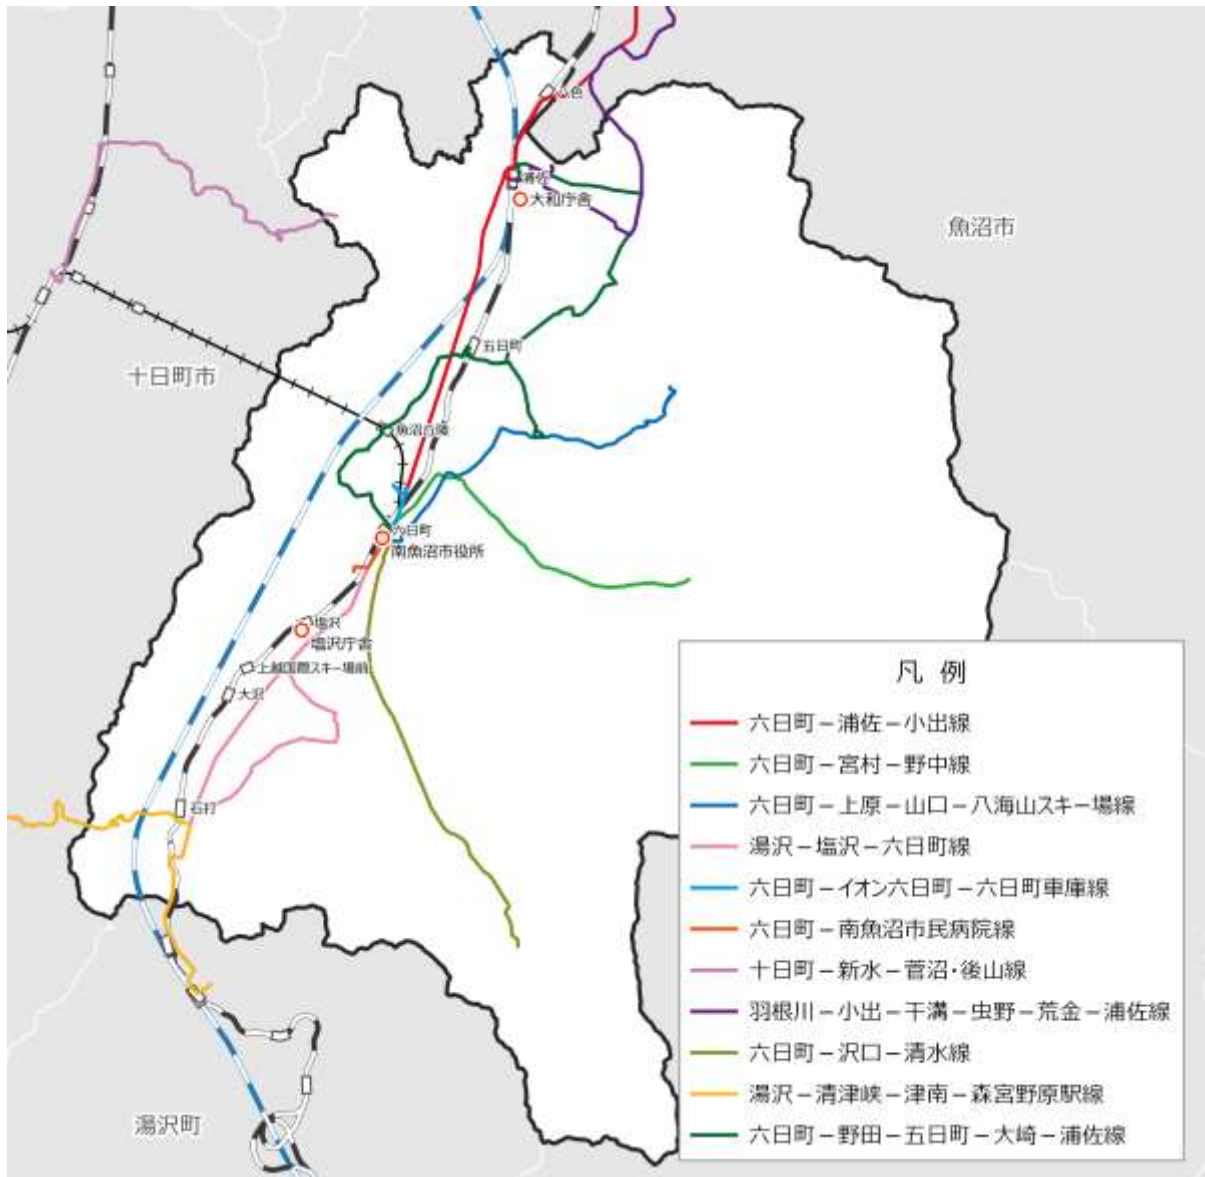 八色
浦佐
大和庁舎
魚沼市
五日町
十日町市
魚沼丘陵
六日町
南魚沼市役所
塩沢
塩沢庁舎
上越国際スキー場前
大沢
石打
湯沢町
凡 例
六日町－浦佐－小出線
六日町－宮村－野中線
六日町－上原－山口－八海山スキー場線
湯沢－塩沢－六日町線
六日町－イオン六日町－六日町車庫線
六日町－南魚沼市民病院線
十日町－新水－菅沼・後山線
羽根川－小出－干溝－虫野－荒金－浦佐線
六日町－沢口－清水線
湯沢－清津峡－津南－森宮野原駅線
六日町－野田－五日町－大崎－浦佐線